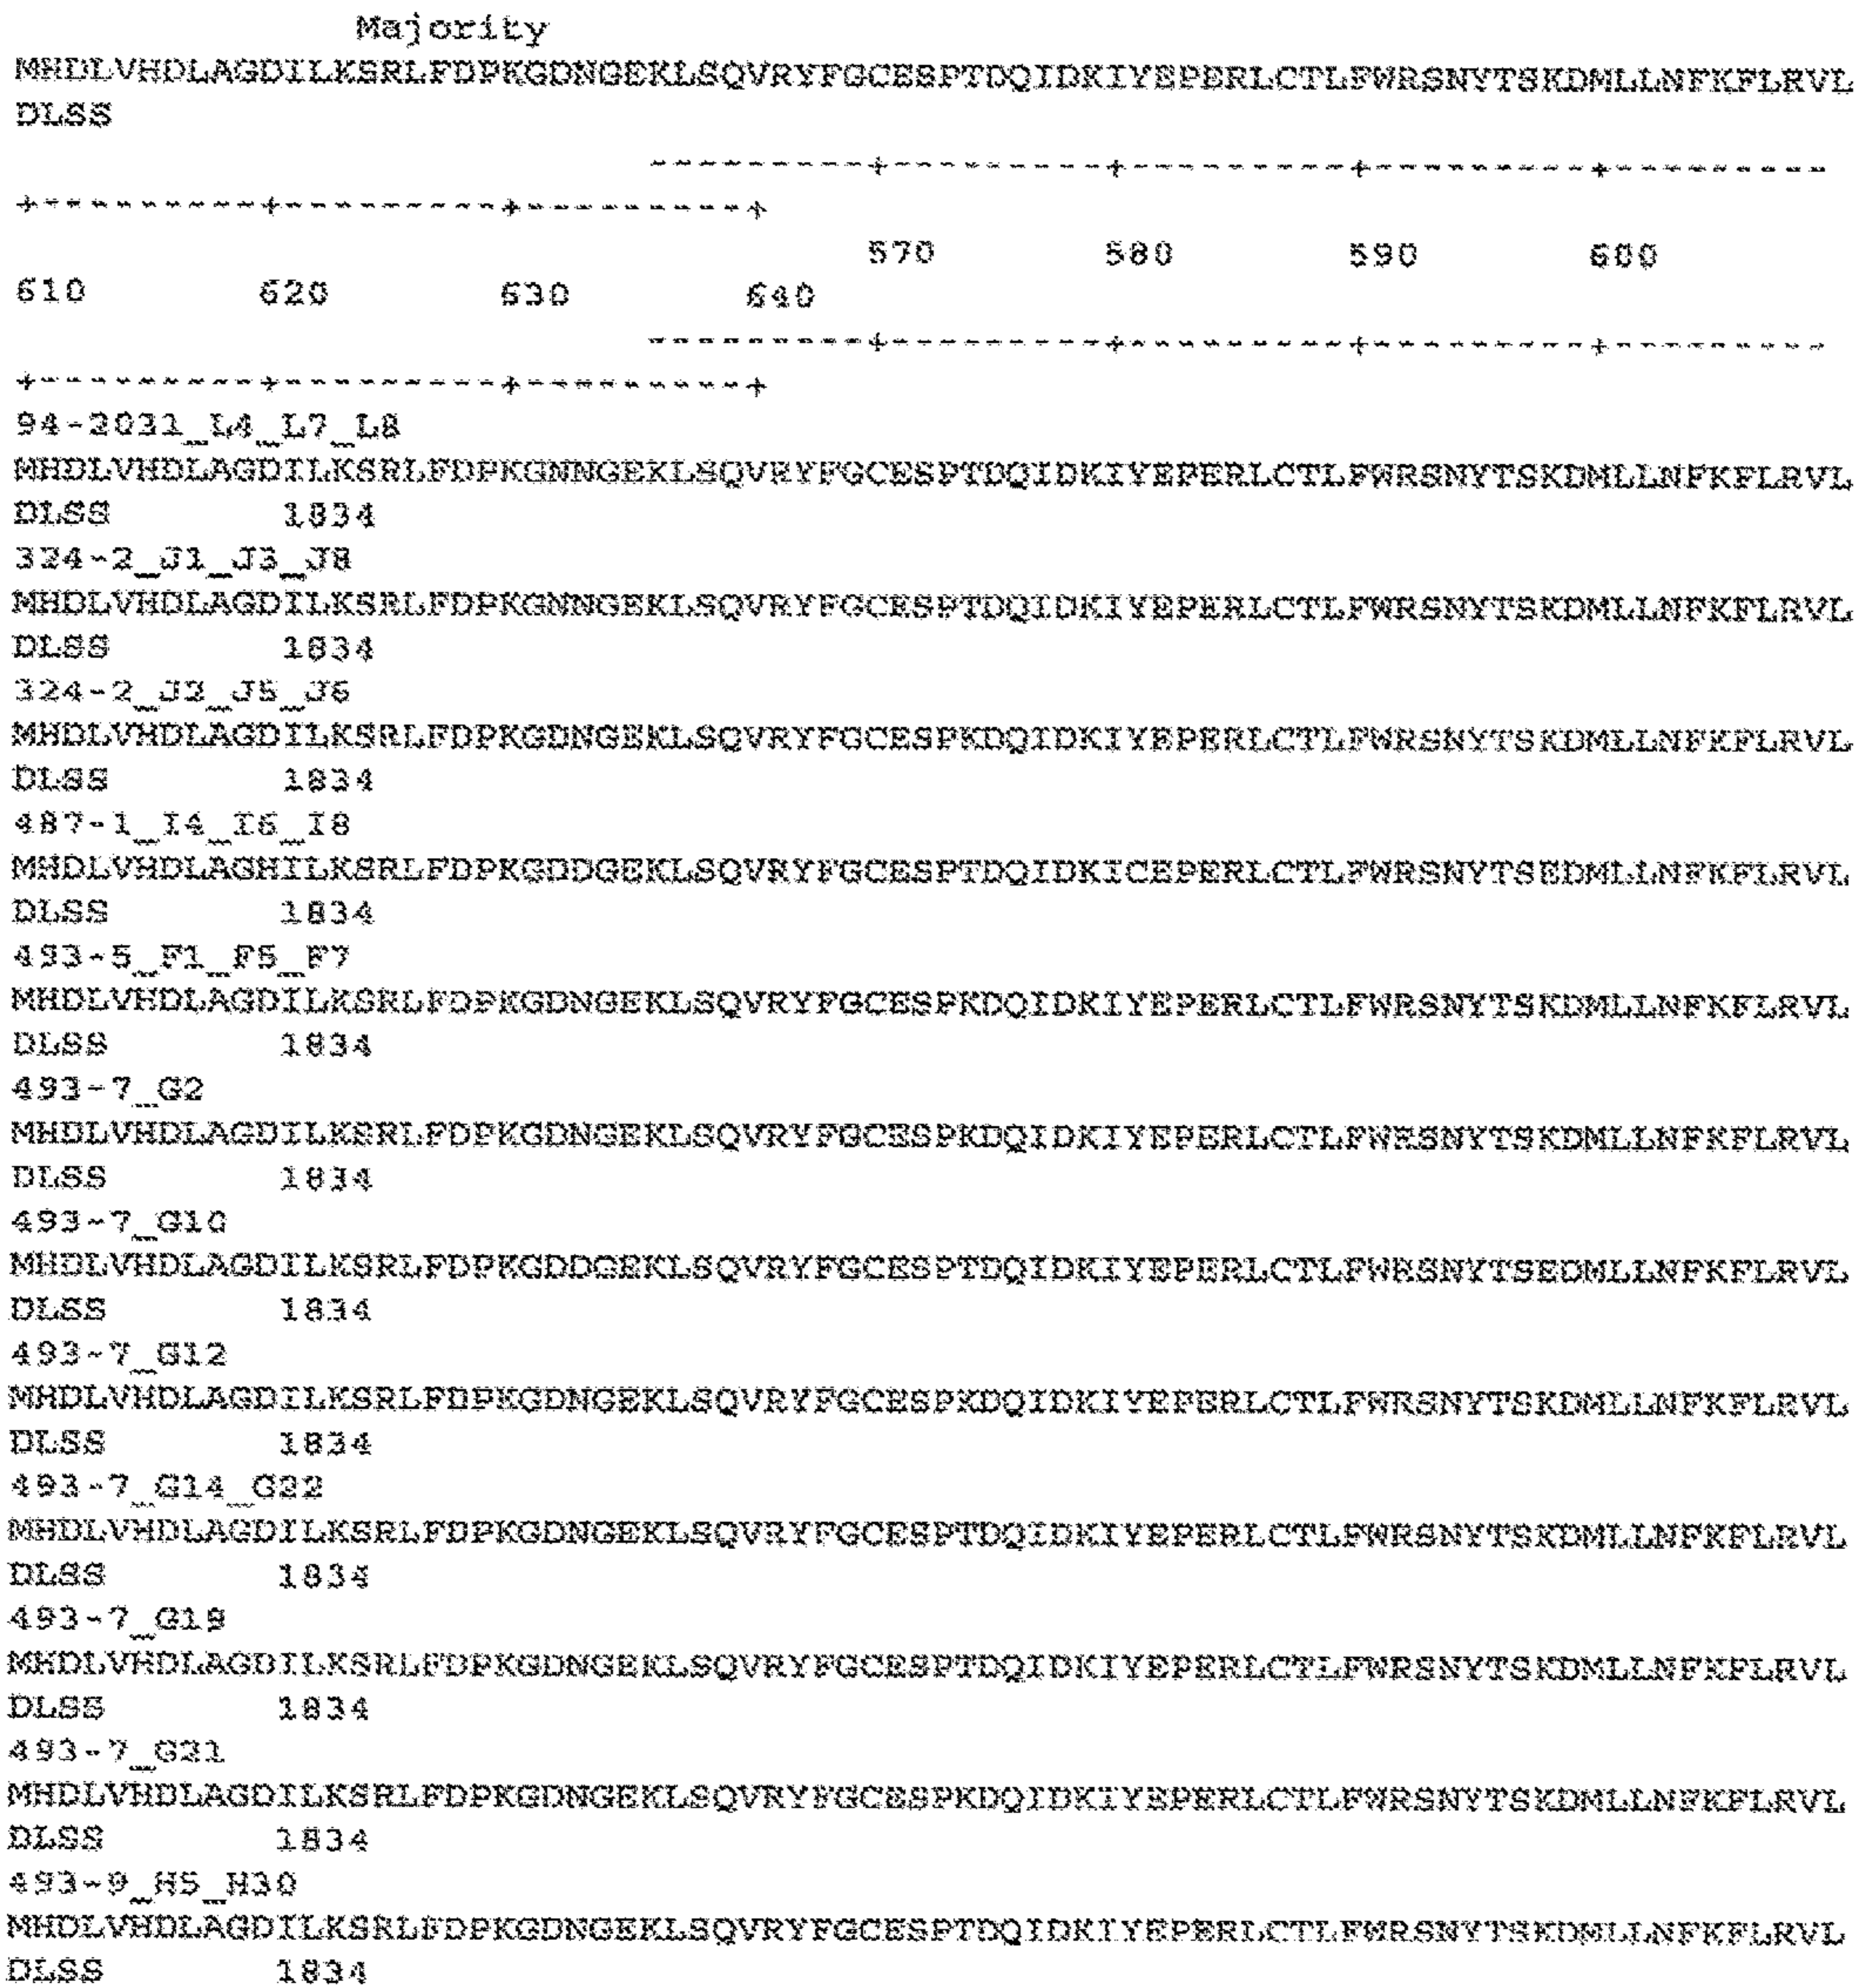 Majority
MHDLVHDLAGDILKSRLFDPKGDNGEKLSQVRYFGCESPTDQIDKIYEPERLCTLFWRSNYTSKDMLLNFKFLRVL
DLSS
---------+---------+---------+---------+---------
+---------+---------+---------+
570 580 590 600
610 620 630 640
---------+---------+---------+---------+---------
+---------+---------+---------+
94-2031_L4_L7_L8
MHDLVHDLAGDILKSRLFDPKGNNGEKLSQVRYFGCESPTDQIDKIYEPERLCTLFWRSNYTSKDMLLNFKFLRVL
DLSS 1834
324-2_J1_J3_J8
MHDLVHDLAGDILKSRLFDPKGNNGEKLSQVRYFGCESPTDQIDKIYEPERLCTLFWRSNYTSKDMLLNFKFLRVL
DLSS 1834
324-2_J2_J5_J6
MHDLVHDLAGDILKSRLFDPKGDNGEKLSQVRYFGCESPKDQIDKIYEPERLCTLFWRSNYTSKDMLLNFKFLRVL
DLSS 1834
487-1_I4_I6_I8
MHDLVHDLAGHILKSRLFDPKGDDGEKLSQVRYFGCESPTDQIDKICEPERLCTLFWRSNYTSEDMLLNFKFLRVL
DLSS 1834
493-5_F1_F5_F7
MHDLVHDLAGDILKSRLFDPKGDNGEKLSQVRYFGCESPKDQIDKIYEPERLCTLFWRSNYTSKDMLLNFKFLRVL
DLSS 1834
493-7_G2
MHDLVHDLAGDILKSRLFDPKGDNGEKLSQVRYFGCESPKDQIDKIYEPERLCTLFWRSNYTSKDMLLNFKFLRVL
DLSS 1834
493-7_G10
MHDLVHDLAGDILKSRLFDPKGDDGEKLSQVRYFGCESPTDQIDKIYEPERLCTLFWRSNYTSEDMLLNFKFLRVL
DLSS 1834
493-7_G12
MHDLVHDLAGDILKSRLFDPKGDNGEKLSQVRYFGCESPKDQIDKIYEPERLCTLFWRSNYTSKDMLLNFKFLRVL
DLSS 1834
493-7_G14_G22
MHDLVHDLAGDILKSRLFDPKGDNGEKLSQVRYFGCESPTDQIDKIYEPERLCTLFWRSNYTSKDMLLNFKFLRVL
DLSS 1834
493-7_G19
MHDLVHDLAGDILKSRLFDPKGDNGEKLSQVRYFGCESPTDQIDKIYEPERLCTLFWRSNYTSKDMLLNFKFLRVL
DLSS 1834
493-7_G21
MHDLVHDLAGDILKSRLFDPKGDNGEKLSQVRYFGCESPKDQIDKIYEPERLCTLFWRSNYTSKDMLLNFKFLRVL
DLSS 1834
493-9_H5_H30
MHDLVHDLAGDILKSRLFDPKGDNGEKLSQVRYFGCESPTDQIDKIYEPERLCTLFWRSNYTSKDMLLNFKFLRVL
DLSS 1834